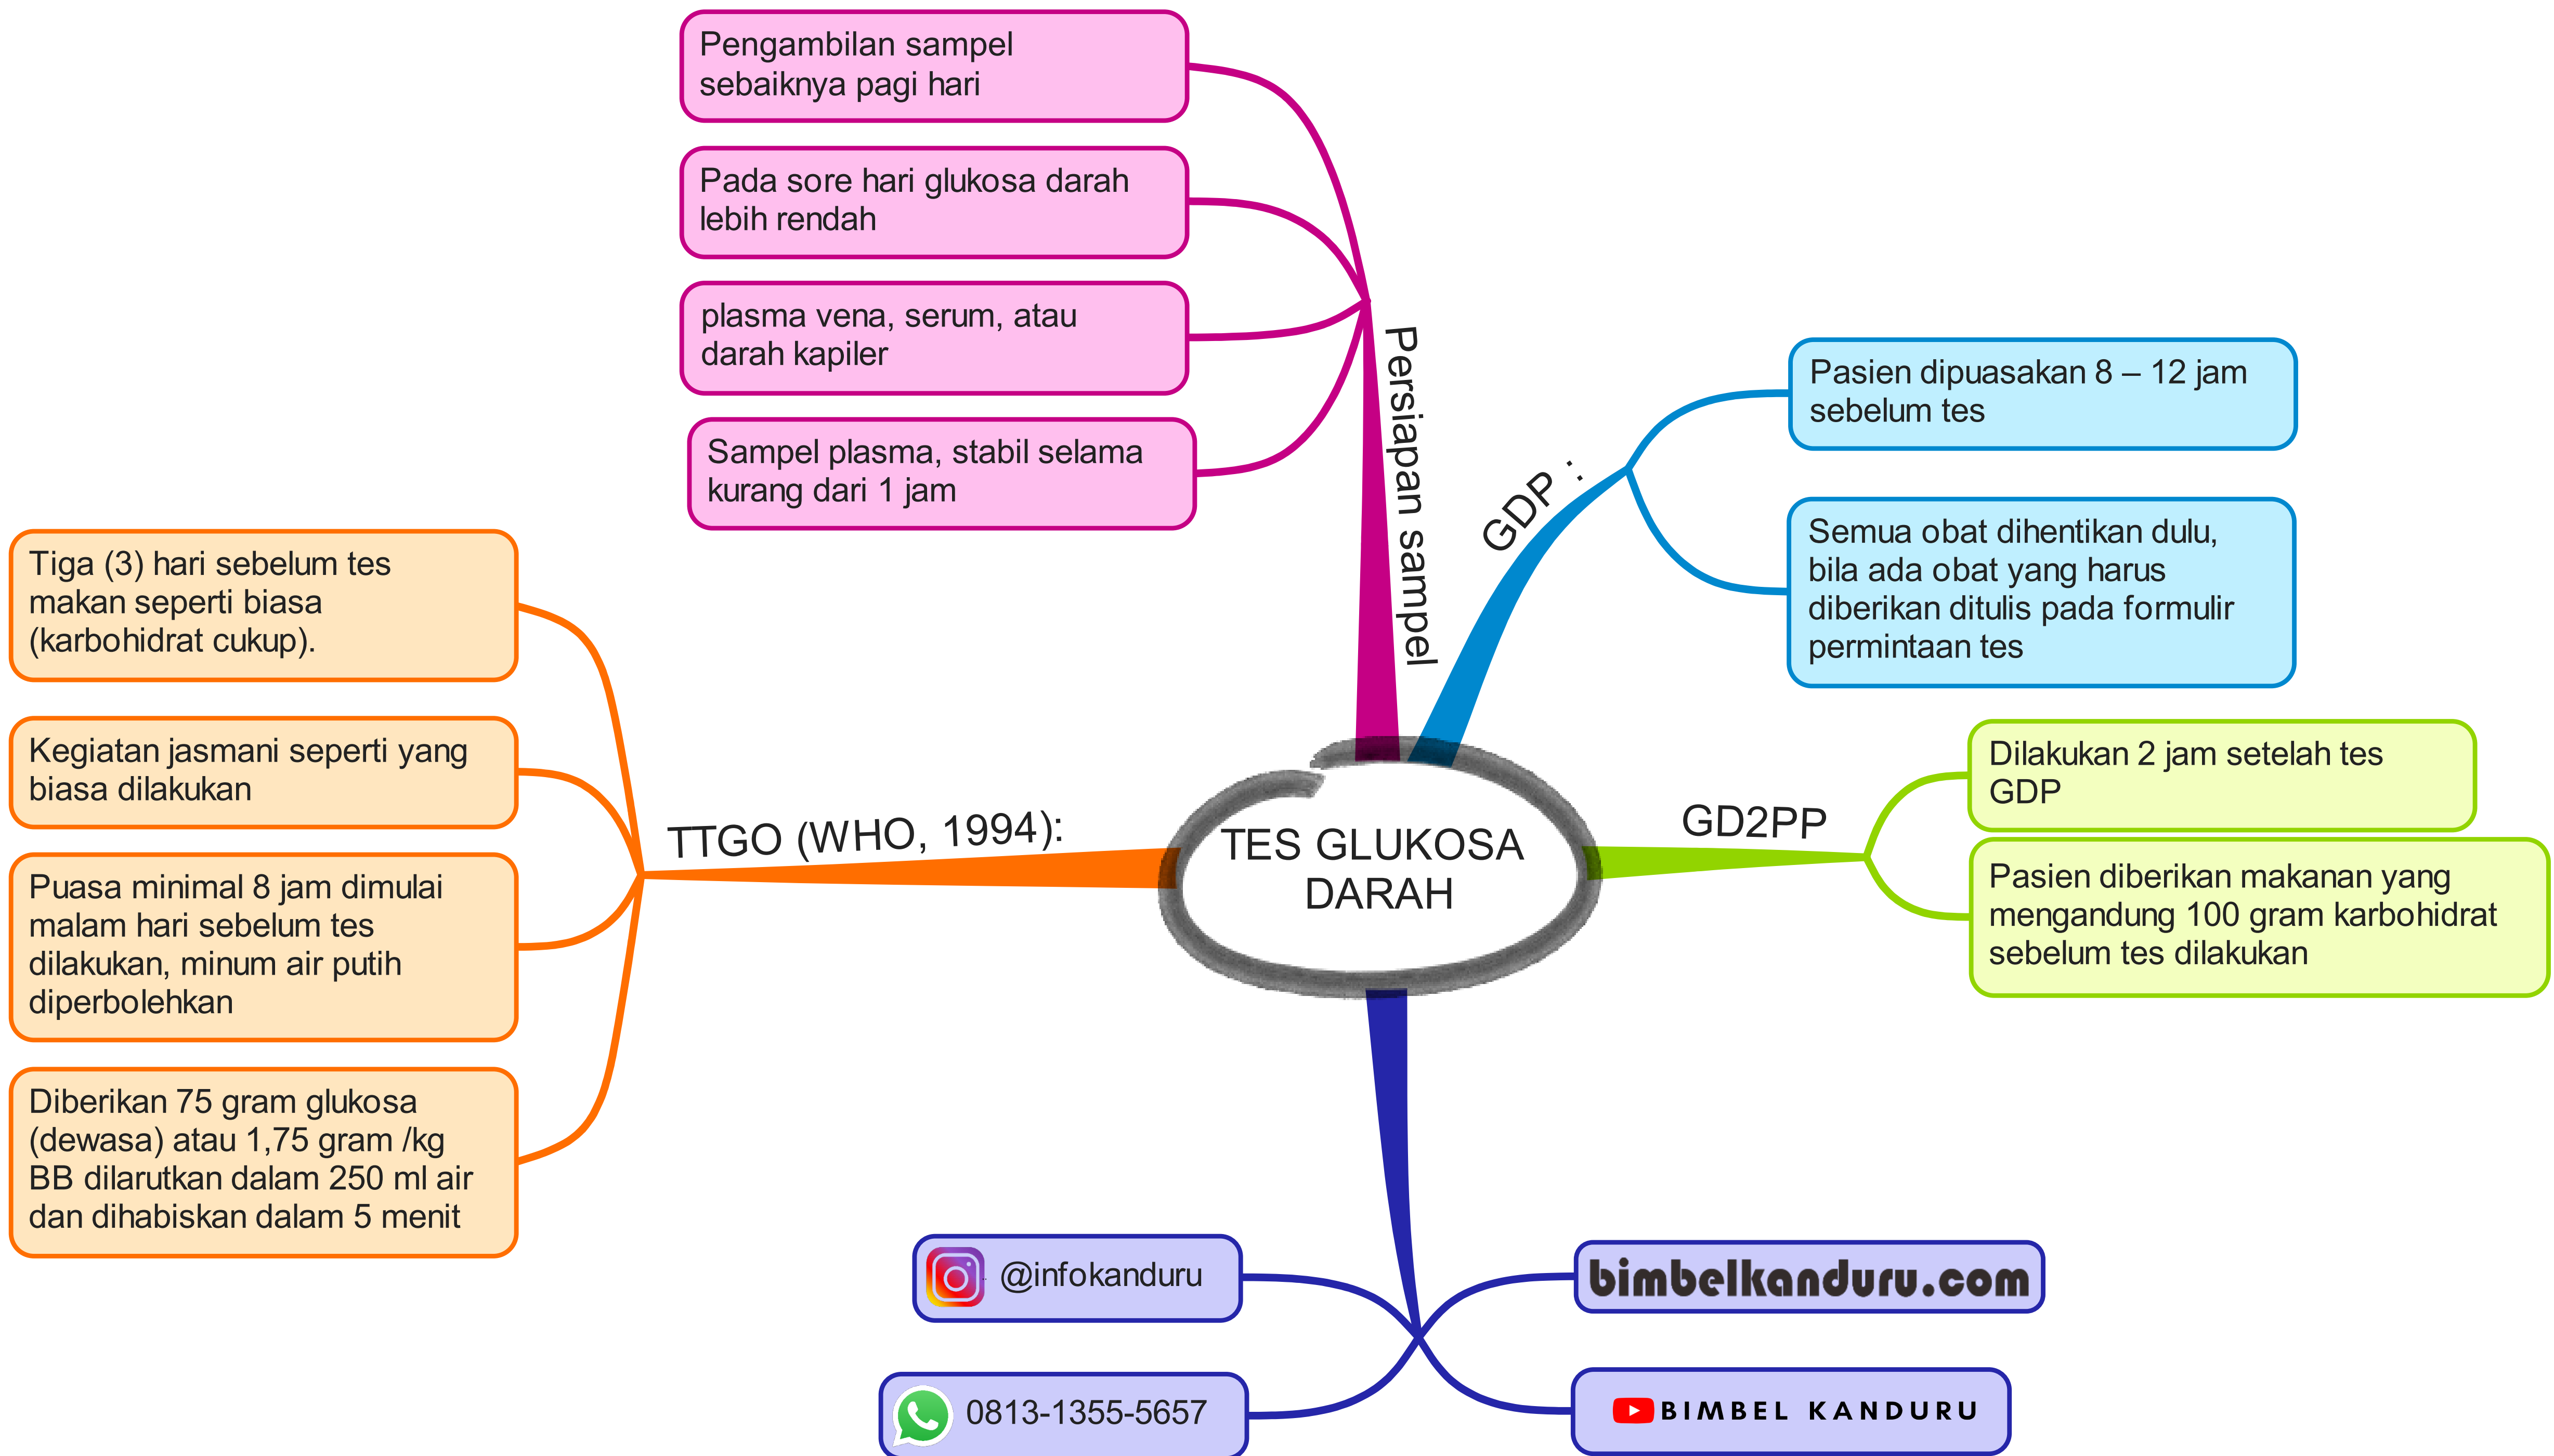 Pengambilan sampel
sebaiknya pagi hari
Pada sore hari glukosa darah
lebih rendah
plasma vena, serum, atau
darah kapiler
Sampel plasma, stabil selama
kurang dari 1 jam
Persiapan sampel
GDP :
Pasien dipuasakan 8 – 12 jam
sebelum tes
Semua obat dihentikan dulu,
bila ada obat yang harus
diberikan ditulis pada formulir
permintaan tes
GD2PP
Dilakukan 2 jam setelah tes
GDP
Pasien diberikan makanan yang
mengandung 100 gram karbohidrat
sebelum tes dilakukan
TES GLUKOSA
DARAH
TTGO (WHO, 1994):
Tiga (3) hari sebelum tes
makan seperti biasa
(karbohidrat cukup).
Kegiatan jasmani seperti yang
biasa dilakukan
Puasa minimal 8 jam dimulai
malam hari sebelum tes
dilakukan, minum air putih
diperbolehkan
Diberikan 75 gram glukosa
(dewasa) atau 1,75 gram /kg
BB dilarutkan dalam 250 ml air
dan dihabiskan dalam 5 menit
@infokanduru
bimbelkanduru.com
0813-1355-5657
BIMBEL KANDURU